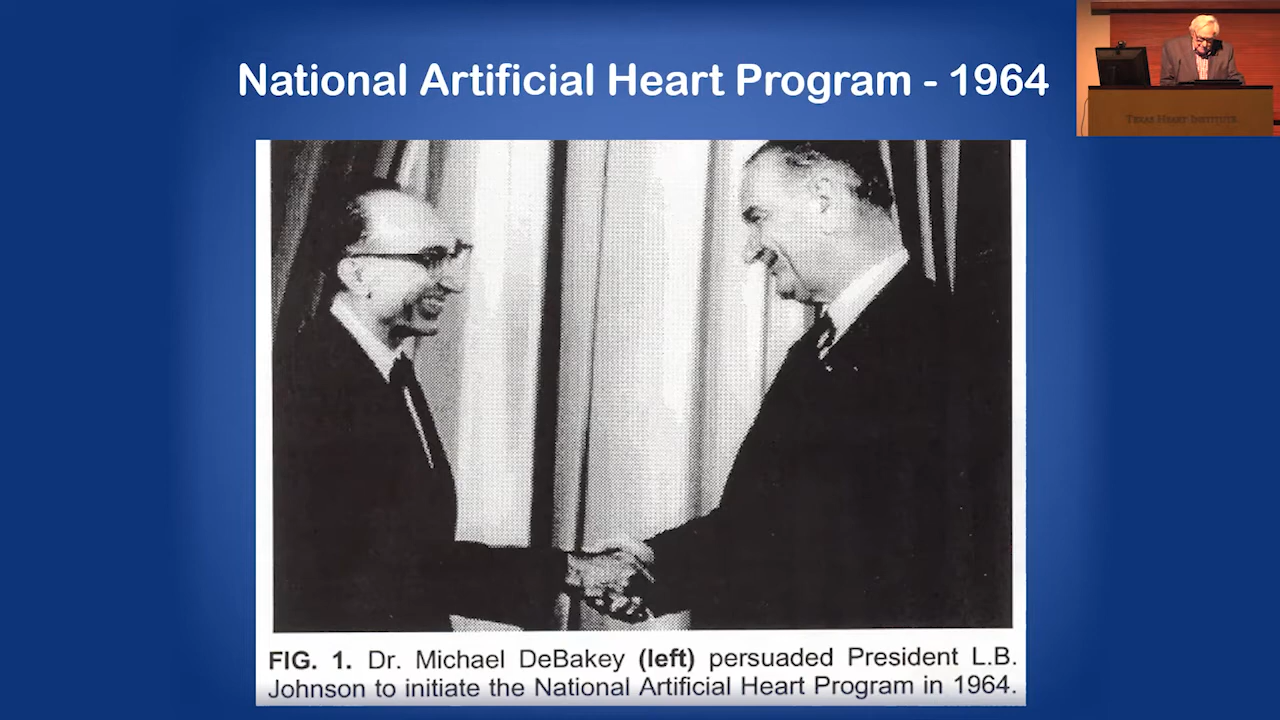 National Artificial Heart Program - 1964
TEXAS HEART INSTITUTE
FIG. 1. Dr. Michael DeBakey (left) persuaded President L.B.
Johnson to initiate the National Artificial Heart Program in 1964.